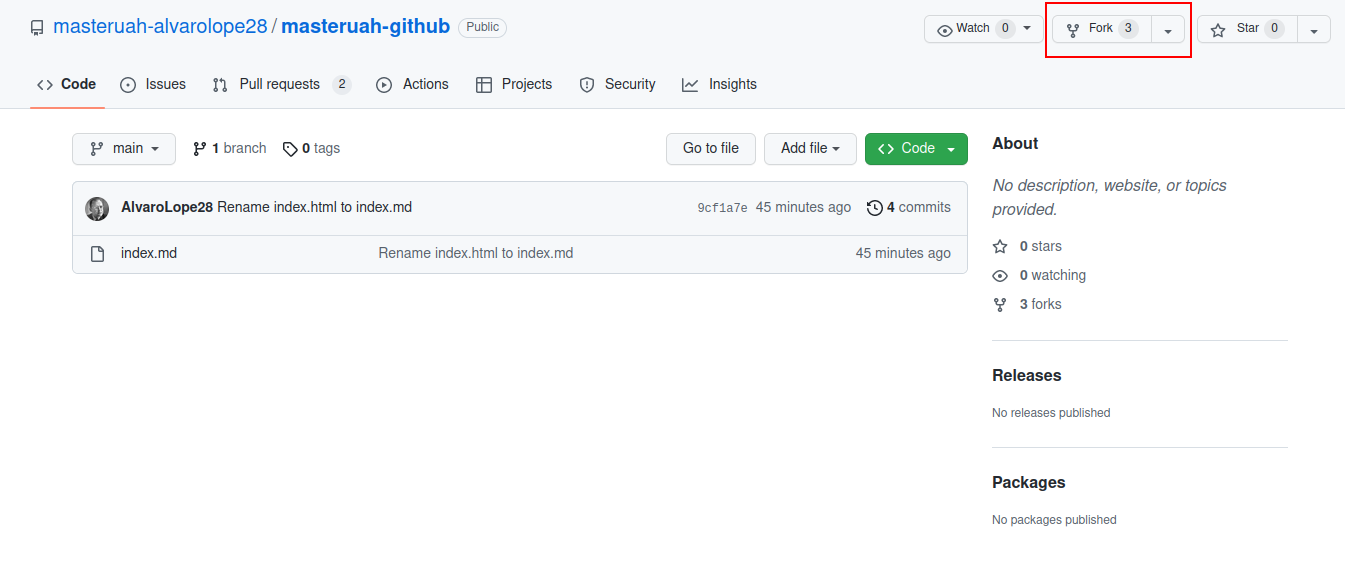 masteruah-alvarolope28 / masteruah-github Public Watch 0 Fork 3 Star 0
Code Issues Pull requests 2 Actions Projects Security Insights
main 1 branch 0 tags Go to file Add file Code
AlvaroLope28 Rename index.html to index.md 9cf1a7e 45 minutes ago 4 commits
index.md Rename index.html to index.md 45 minutes ago
About
No description, website, or topics
provided.
0 stars
0 watching
3 forks
Releases
No releases published
Packages
No packages published